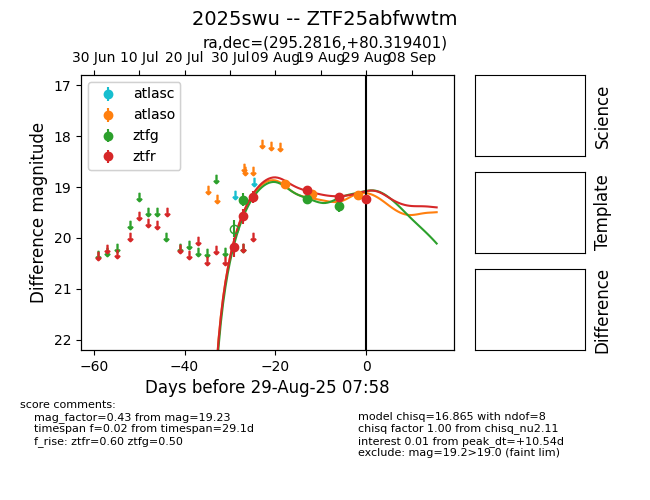 2025swu -- ZTF25abfwwtm
ra,dec=(295.2816,+80.319401)
30 Jun 10 Jul 20 Jul 30 Jul 09 Aug 19 Aug 29 Aug 08 Sep
atlasc
atlaso
ztfg
ztfr
17
18
19
20
21
22
Difference magnitude
−60 −40 −20 0
Days before 29-Aug-25 07:58
Science
Template
Difference
score comments:
mag_factor=0.43 from mag=19.23
timespan f=0.02 from timespan=29.1d
f_rise: ztfr=0.60 ztfg=0.50
model chisq=16.865 with ndof=8
chisq factor 1.00 from chisq_nu2.11
interest 0.01 from peak_dt=+10.54d
exclude: mag=19.2>19.0 (faint lim)